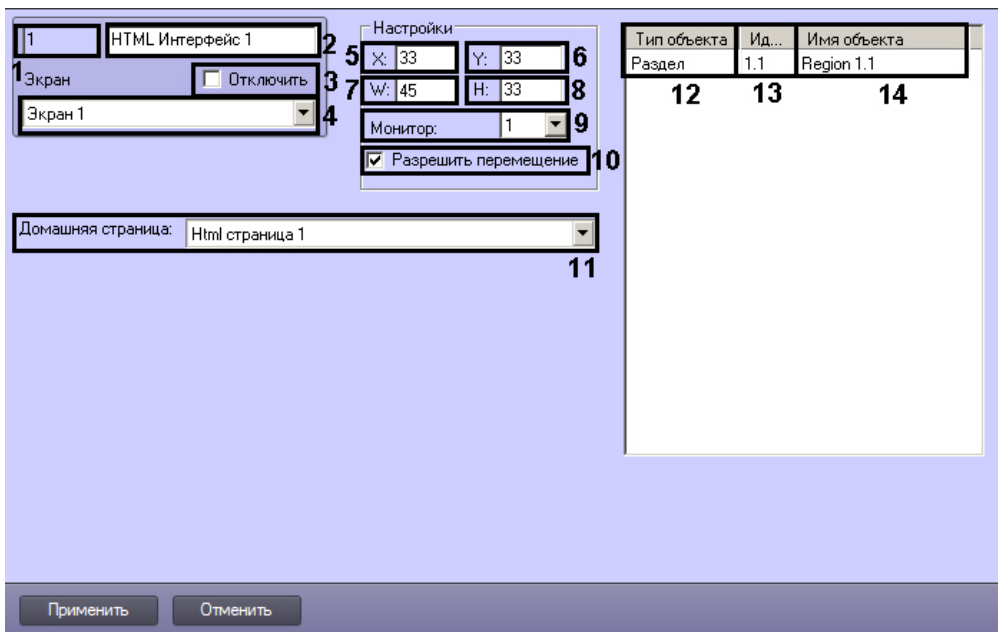 1 HTML Интерфейс 1 2
1 Экран Отключить 3
Экран 1 4
Настройки
5 X: 33 Y: 33 6
7 W: 45 H: 33 8
Монитор: 1 9
Разрешить перемещение 10
Домашняя страница: Html страница 1
11
Тип объекта Ид... Имя объекта
Раздел 1.1 Region 1.1
12 13 14
Применить Отменить